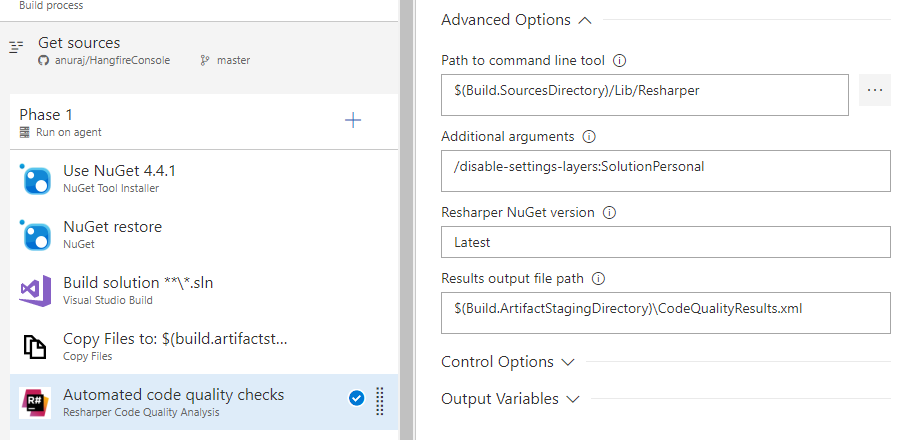 Build process
Get sources
anuraj/HangfireConsole
master
Phase 1
Run on agent
Use NuGet 4.4.1
NuGet Tool Installer
NuGet restore
NuGet
Build solution **\*.sln
Visual Studio Build
Copy Files to: $(build.artifactst...
Copy Files
R#
Automated code quality checks
Resharper Code Quality Analysis
Advanced Options
Path to command line tool
$(Build.SourcesDirectory)/Lib/Resharper
...
Additional arguments
/disable-settings-layers:SolutionPersonal
Resharper NuGet version
Latest
Results output file path
$(Build.ArtifactStagingDirectory)\CodeQualityResults.xml
Control Options
Output Variables